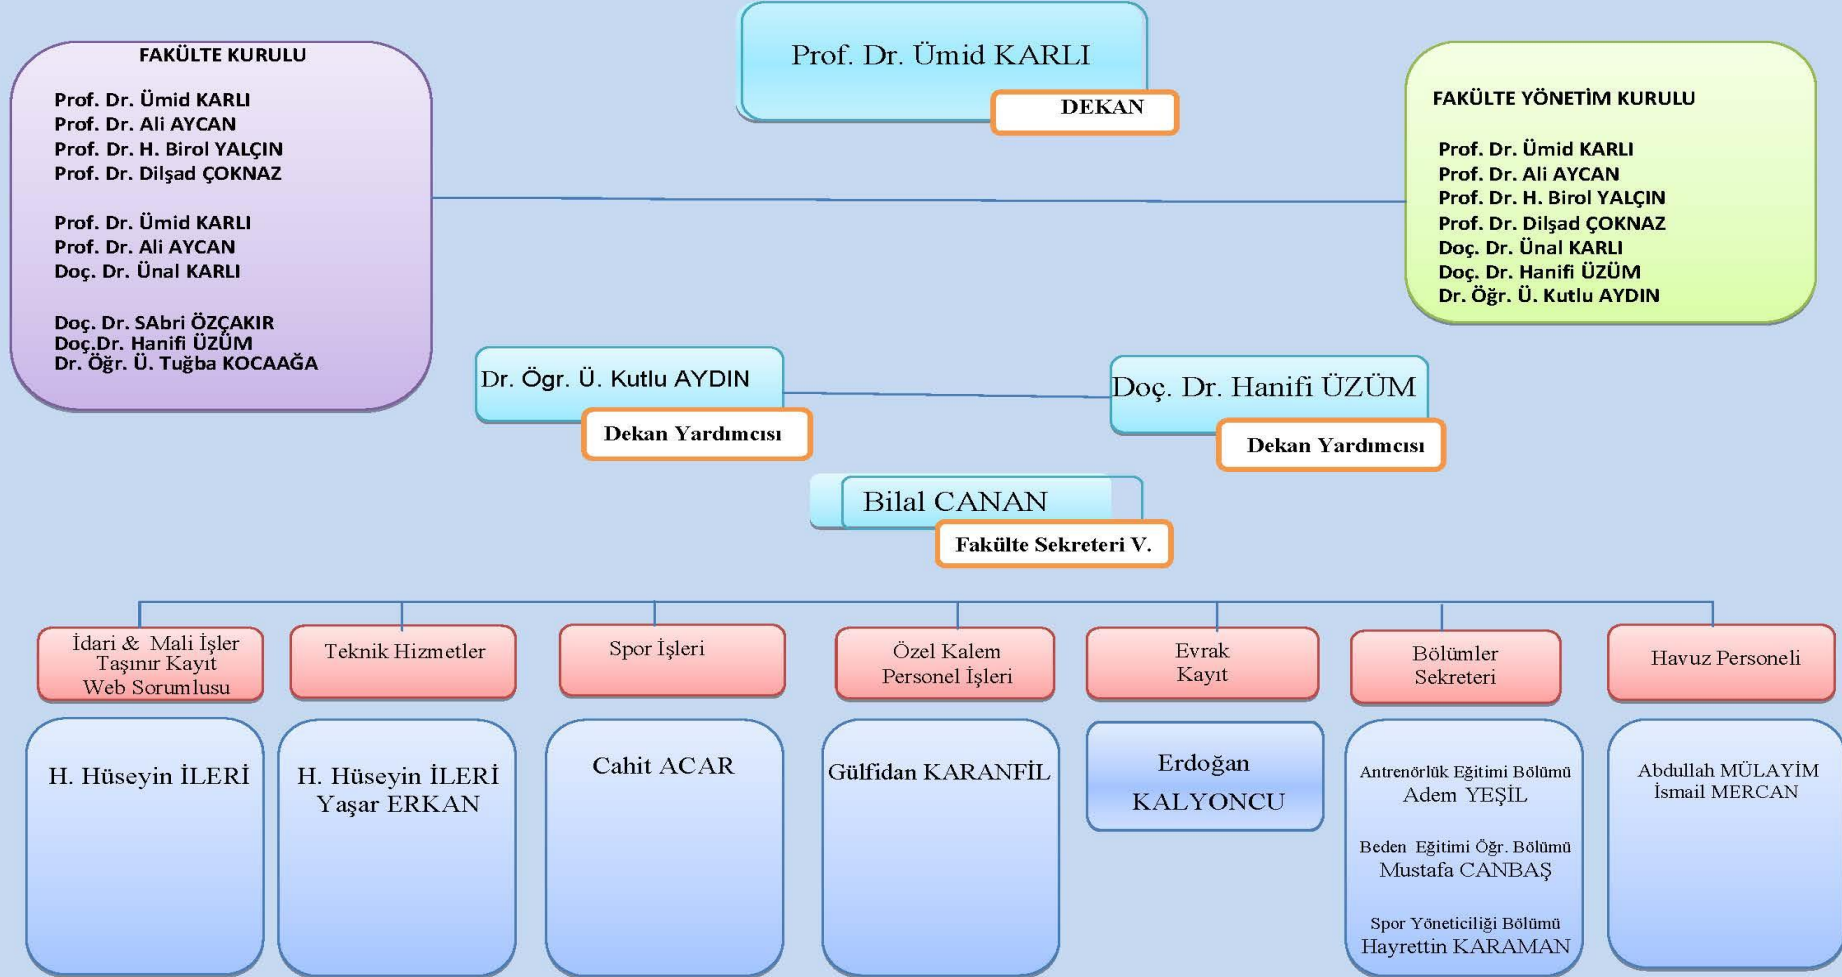 Prof. Dr. Ümid KARLI
DEKAN
FAKÜLTE KURULU
Prof. Dr. Ümid KARLI
Prof. Dr. Ali AYCAN
Prof. Dr. H. Birol YALÇIN
Prof. Dr. Dilşad ÇOKNAZ
Prof. Dr. Ümid KARLI
Prof. Dr. Ali AYCAN
Doç. Dr. Ünal KARLI
Doç. Dr. SAbri ÖZÇAKIR
Doç.Dr. Hanifi ÜZÜM
Dr. Öğr. Ü. Tuğba KOCAAĞA
FAKÜLTE YÖNETİM KURULU
Prof. Dr. Ümid KARLI
Prof. Dr. Ali AYCAN
Prof. Dr. H. Birol YALÇIN
Prof. Dr. Dilşad ÇOKNAZ
Doç. Dr. Ünal KARLI
Doç. Dr. Hanifi ÜZÜM
Dr. Öğr. Ü. Kutlu AYDIN
Dr. Ögr. Ü. Kutlu AYDIN
Dekan Yardımcısı
Doç. Dr. Hanifi ÜZÜM
Dekan Yardımcısı
Bilal CANAN
Fakülte Sekreteri V.
İdari & Mali İşler
Taşınır Kayıt
Web Sorumlusu
H. Hüseyin İLERİ
Teknik Hizmetler
H. Hüseyin İLERİ
Yaşar ERKAN
Spor İşleri
Cahit ACAR
Özel Kalem
Personel İşleri
Gülfidan KARANFİL
Evrak
Kayıt
Erdoğan
KALYONCU
Bölümler
Sekreteri
Antrenörlük Eğitimi Bölümü
Adem YEŞİL
Beden Eğitimi Öğr. Bölümü
Mustafa CANBAŞ
Spor Yöneticiliği Bölümü
Hayrettin KARAMAN
Havuz Personeli
Abdullah MÜLAYİM
İsmail MERCAN